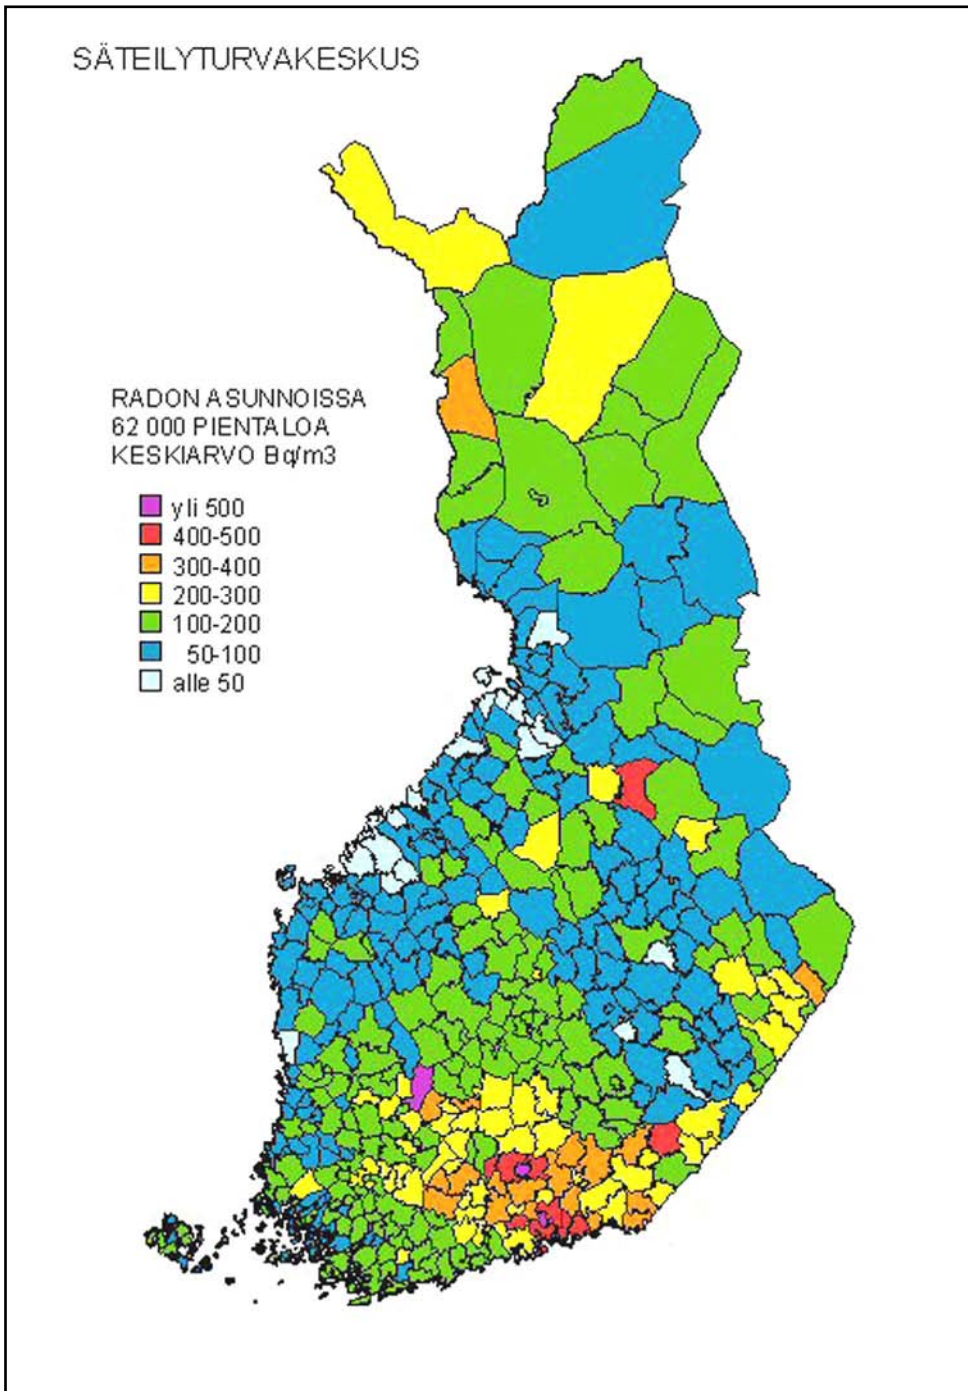 SÄTEILYTURVAKESKUS
RADON ASUNNOISSA
62 000 PIENTALOA
KESKIARVO Bq/m3
yli 500
400-500
300-400
200-300
100-200
50-100
alle 50